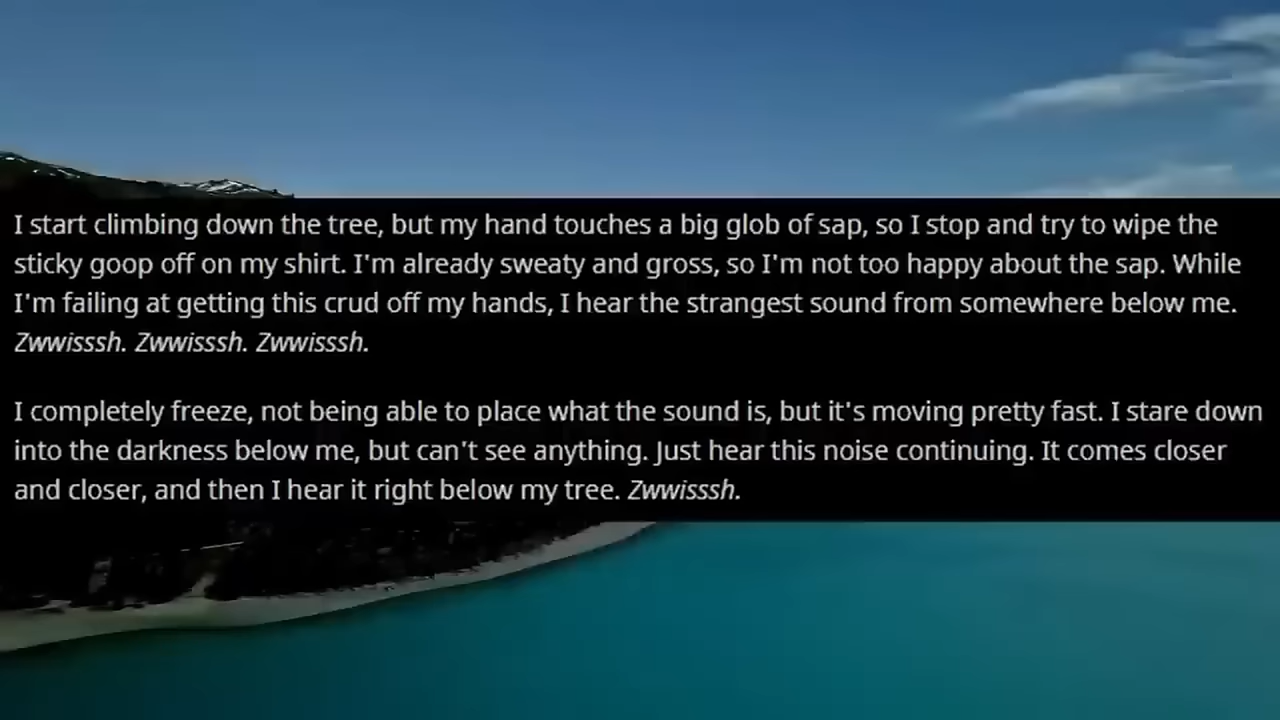 I start climbing down the tree, but my hand touches a big glob of sap, so I stop and try to wipe the
sticky goop off on my shirt. I'm already sweaty and gross, so I'm not too happy about the sap. While
I'm failing at getting this crud off my hands, I hear the strangest sound from somewhere below me.
Zwwisssh. Zwwisssh. Zwwisssh.
I completely freeze, not being able to place what the sound is, but it's moving pretty fast. I stare down
into the darkness below me, but can't see anything. Just hear this noise continuing. It comes closer
and closer, and then I hear it right below my tree. Zwwisssh.